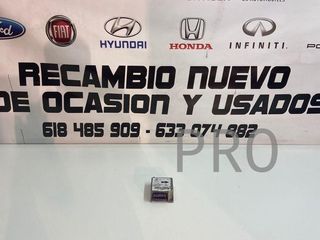 Ford
FIAT
HYUNDAI
HONDA
INFINITI
RECAMBIO NUEVO
DE OCASION Y USADOS
618 485 909 - 633 074 882
PRO